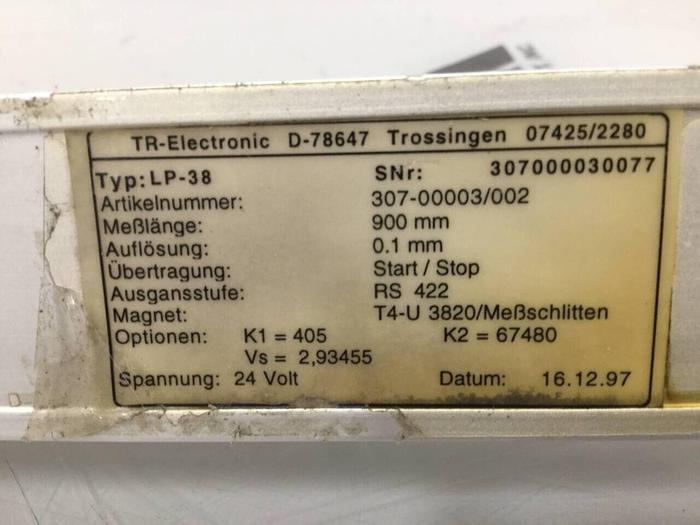 TR-Electronic D-78647 Trossingen 07425/2280
Typ: LP-38 SNr: 307000030077
Artikelnummer: 307-00003/002
Meßlänge: 900 mm
Auflösung: 0.1 mm
Übertragung: Start / Stop
Ausgansstufe: RS 422
Magnet: T4-U 3820/Meßschlitten
Optionen: K1 = 405 K2 = 67480
Vs = 2,93455
Spannung: 24 Volt Datum: 16.12.97